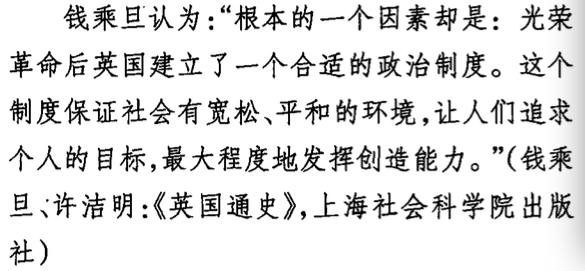 钱乘旦认为：“根本的一个因素却是：光荣
革命后英国建立了一个合适的政治制度。这个
制度保证社会有宽松、平和的环境，让人们追求
个人的目标，最大程度地发挥创造能力。”（钱乘
旦、许洁明：《英国通史》，上海社会科学院出版
社）